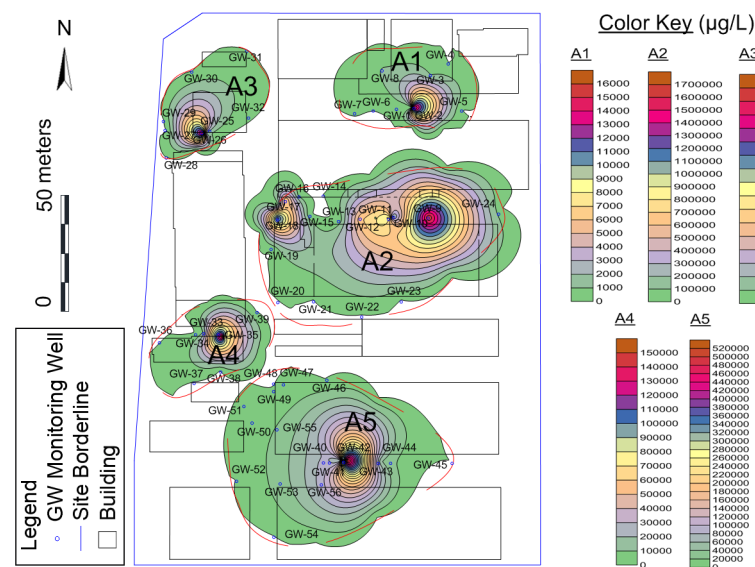 N
50 meters
0
Legend
GW Monitoring Well
Site Borderline
Building
A3
GW-31
GW-30
GW-32
GW-29
GW-25
GW-2
GW-26
GW-28
A1
GW-4
GW-8
GW-3
GW-7
GW-6
GW-1
GW-2
GW-5
A2
GW-16
GW-14
GW-17
GW-13
GW-11
GW-9
GW-24
GW-18
GW-15
GW-12
GW-10
GW-19
GW-20
GW-21
GW-22
GW-23
A4
GW-36
GW-33
GW-39
GW-34
GW-35
GW-37
GW-38
A5
GW-48
GW-47
GW-46
GW-49
GW-51
GW-50
GW-55
GW-40
GW-42
GW-44
GW-41
GW-43
GW-45
GW-52
GW-53
GW-56
GW-54
Color Key (µg/L)
A1
16000
15000
14000
13000
12000
11000
10000
9000
8000
7000
6000
5000
4000
3000
2000
1000
0
A2
1700000
1600000
1500000
1400000
1300000
1200000
1100000
1000000
900000
800000
700000
600000
500000
400000
300000
200000
100000
0
A3
A4
150000
140000
130000
120000
110000
100000
90000
80000
70000
60000
50000
40000
30000
20000
10000
0
A5
520000
500000
480000
460000
440000
420000
400000
380000
360000
340000
320000
300000
280000
260000
240000
220000
200000
180000
160000
140000
120000
100000
80000
60000
40000
20000
0